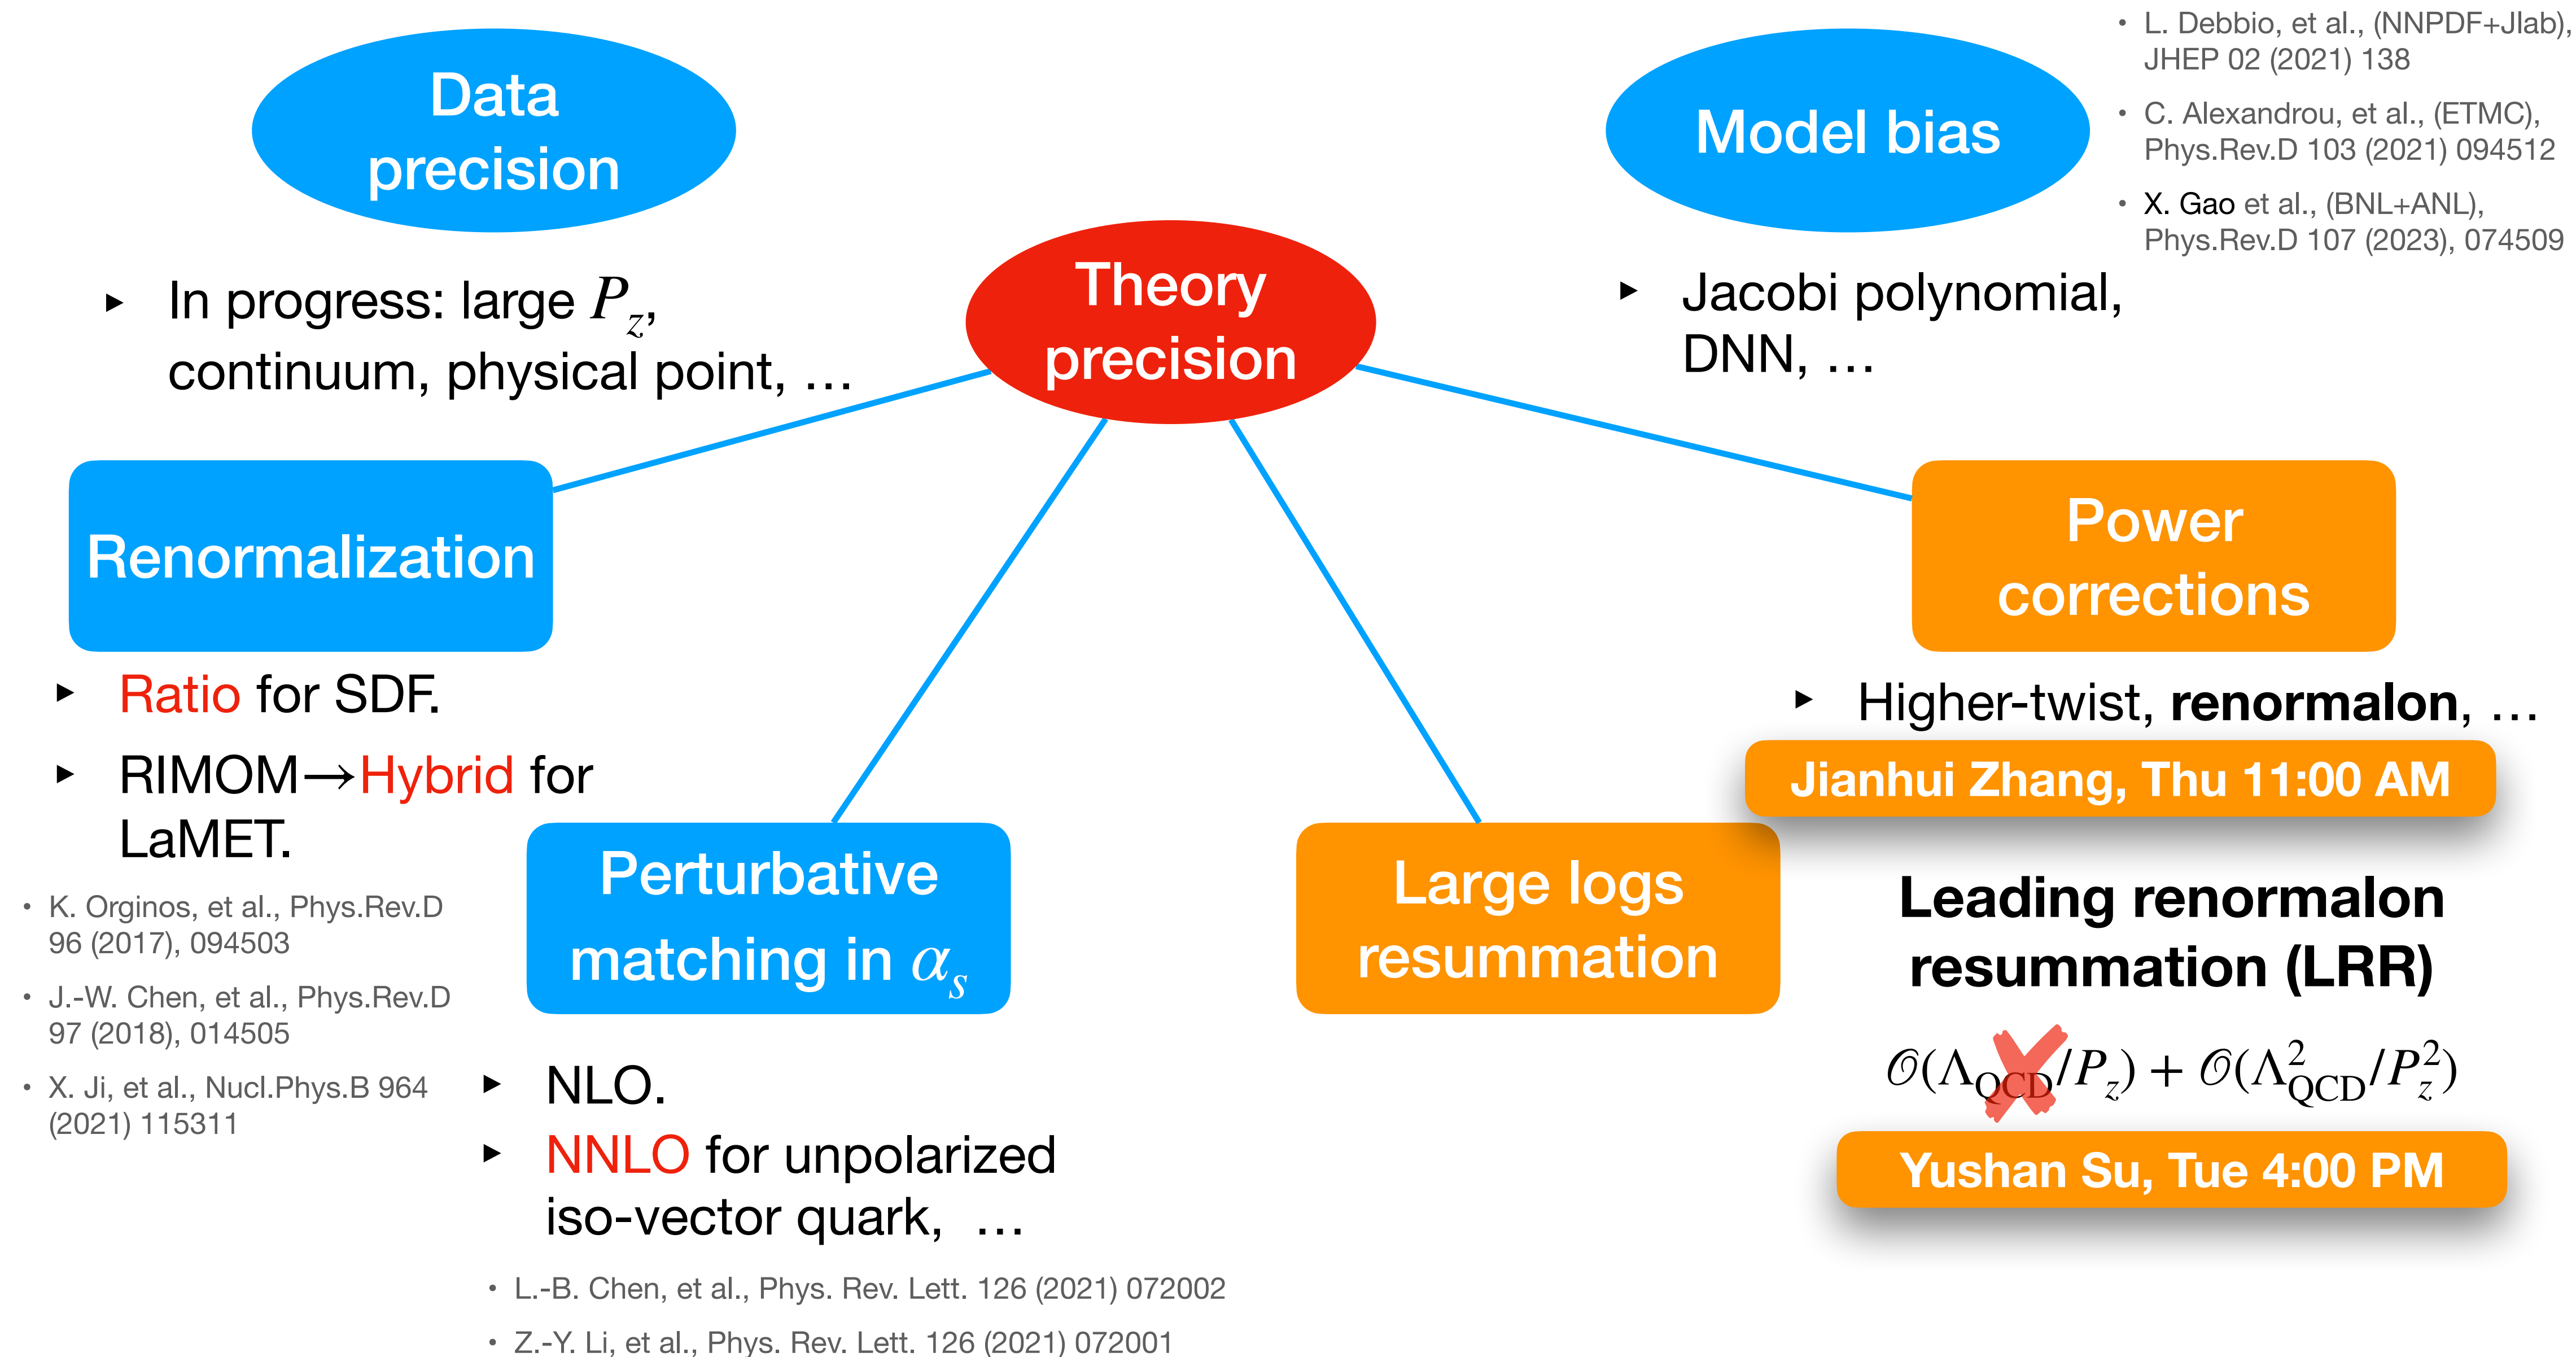 Data
precision
▸ In progress: large P_z,
continuum, physical point, …
Theory
precision
Model bias
• L. Debbio, et al., (NNPDF+Jlab),
JHEP 02 (2021) 138
• C. Alexandrou, et al., (ETMC),
Phys.Rev.D 103 (2021) 094512
• X. Gao et al., (BNL+ANL),
Phys.Rev.D 107 (2023), 074509
▸ Jacobi polynomial,
DNN, …
Renormalization
▸ Ratio for SDF.
▸ RIMOM→Hybrid for
LaMET.
• K. Orginos, et al., Phys.Rev.D
96 (2017), 094503
• J.-W. Chen, et al., Phys.Rev.D
97 (2018), 014505
• X. Ji, et al., Nucl.Phys.B 964
(2021) 115311
Perturbative
matching in α_s
▸ NLO.
▸ NNLO for unpolarized
iso-vector quark, …
• L.-B. Chen, et al., Phys. Rev. Lett. 126 (2021) 072002
• Z.-Y. Li, et al., Phys. Rev. Lett. 126 (2021) 072001
Large logs
resummation
Power
corrections
▸ Higher-twist, renormalon, …
Jianhui Zhang, Thu 11:00 AM
Leading renormalon
resummation (LRR)
𝒪(Λ_QCD/P_z) + 𝒪(Λ²_QCD/P²_z)
Yushan Su, Tue 4:00 PM